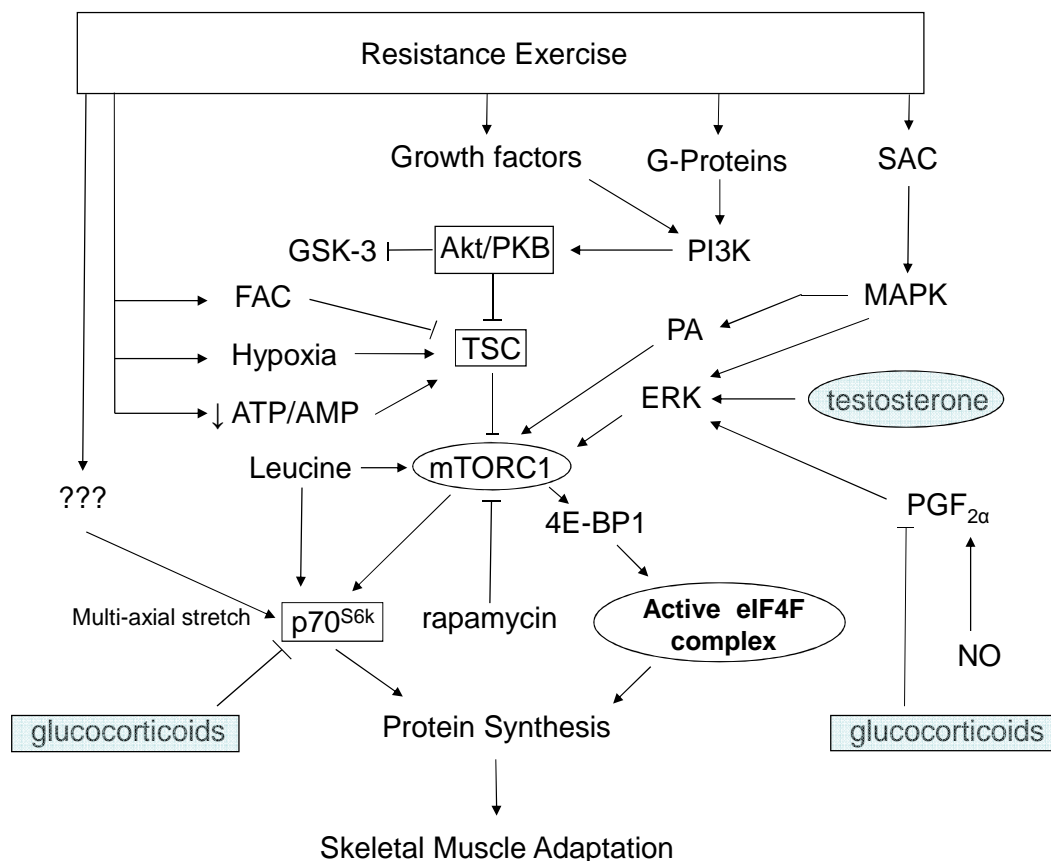 Resistance Exercise
Growth factors
G-Proteins
SAC
GSK-3
Akt/PKB
PI3K
FAC
MAPK
PA
TSC
Hypoxia
↓ ATP/AMP
ERK
testosterone
Leucine
mTORC1
???
4E-BP1
PGF2α
Multi-axial stretch
p70S6k
rapamycin
Active eIF4F
complex
NO
glucocorticoids
Protein Synthesis
glucocorticoids
Skeletal Muscle Adaptation